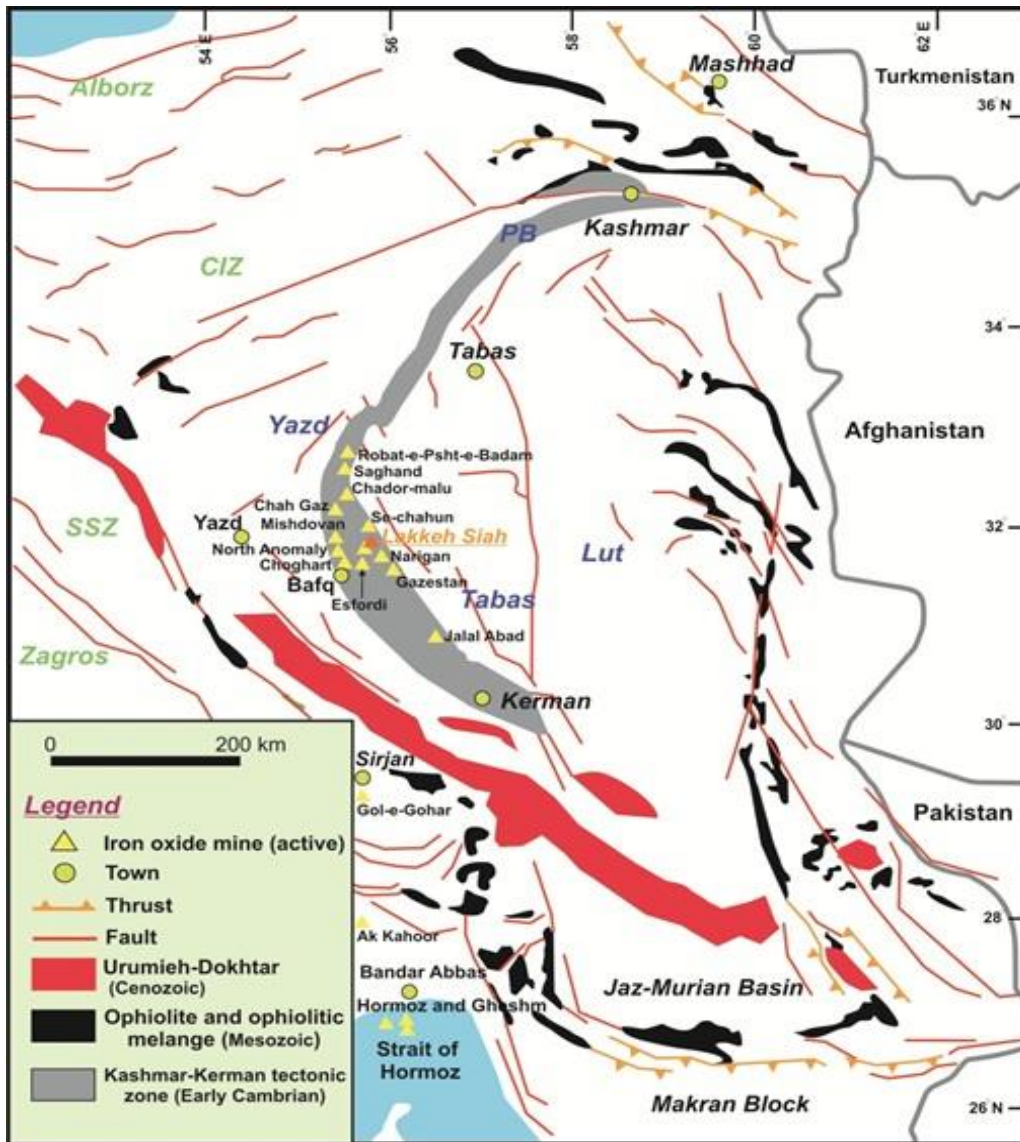 54
56
58
60
62 E
Alborz
Mashhad
Turkmenistan
36°N
Kashmar
PB
CIZ
34°
Tabas
Afghanistan
Yazd
Robat-e-Psht-e-Badam
Saghand
Chador-malu
Chah Gaz
Se-chahun
Mishdovan
SSZ
Yazd
32°
Lakkeh Siah
North Anomaly
Narigan
Lut
Choghart
Gazestan
Bafq
Esfordi
Tabas
Jalal Abad
Zagros
Kerman
30°
Sirjan
Gol-e-Gohar
Pakistan
Ak Kahoor
28°
Bandar Abbas
Jaz-Murian Basin
Hormoz and Gheshm
Strait of
Hormoz
Makran Block
26°N
0 200 km
Legend
Iron oxide mine (active)
Town
Thrust
Fault
Urumieh-Dokhtar
(Cenozoic)
Ophiolite and ophiolitic
melange (Mesozoic)
Kashmar-Kerman tectonic
zone (Early Cambrian)